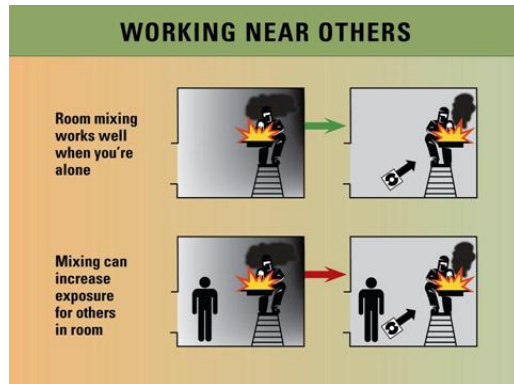 WORKING NEAR OTHERS
Room mixing
works well
when you're
alone
Mixing can
increase
exposure
for others
in room